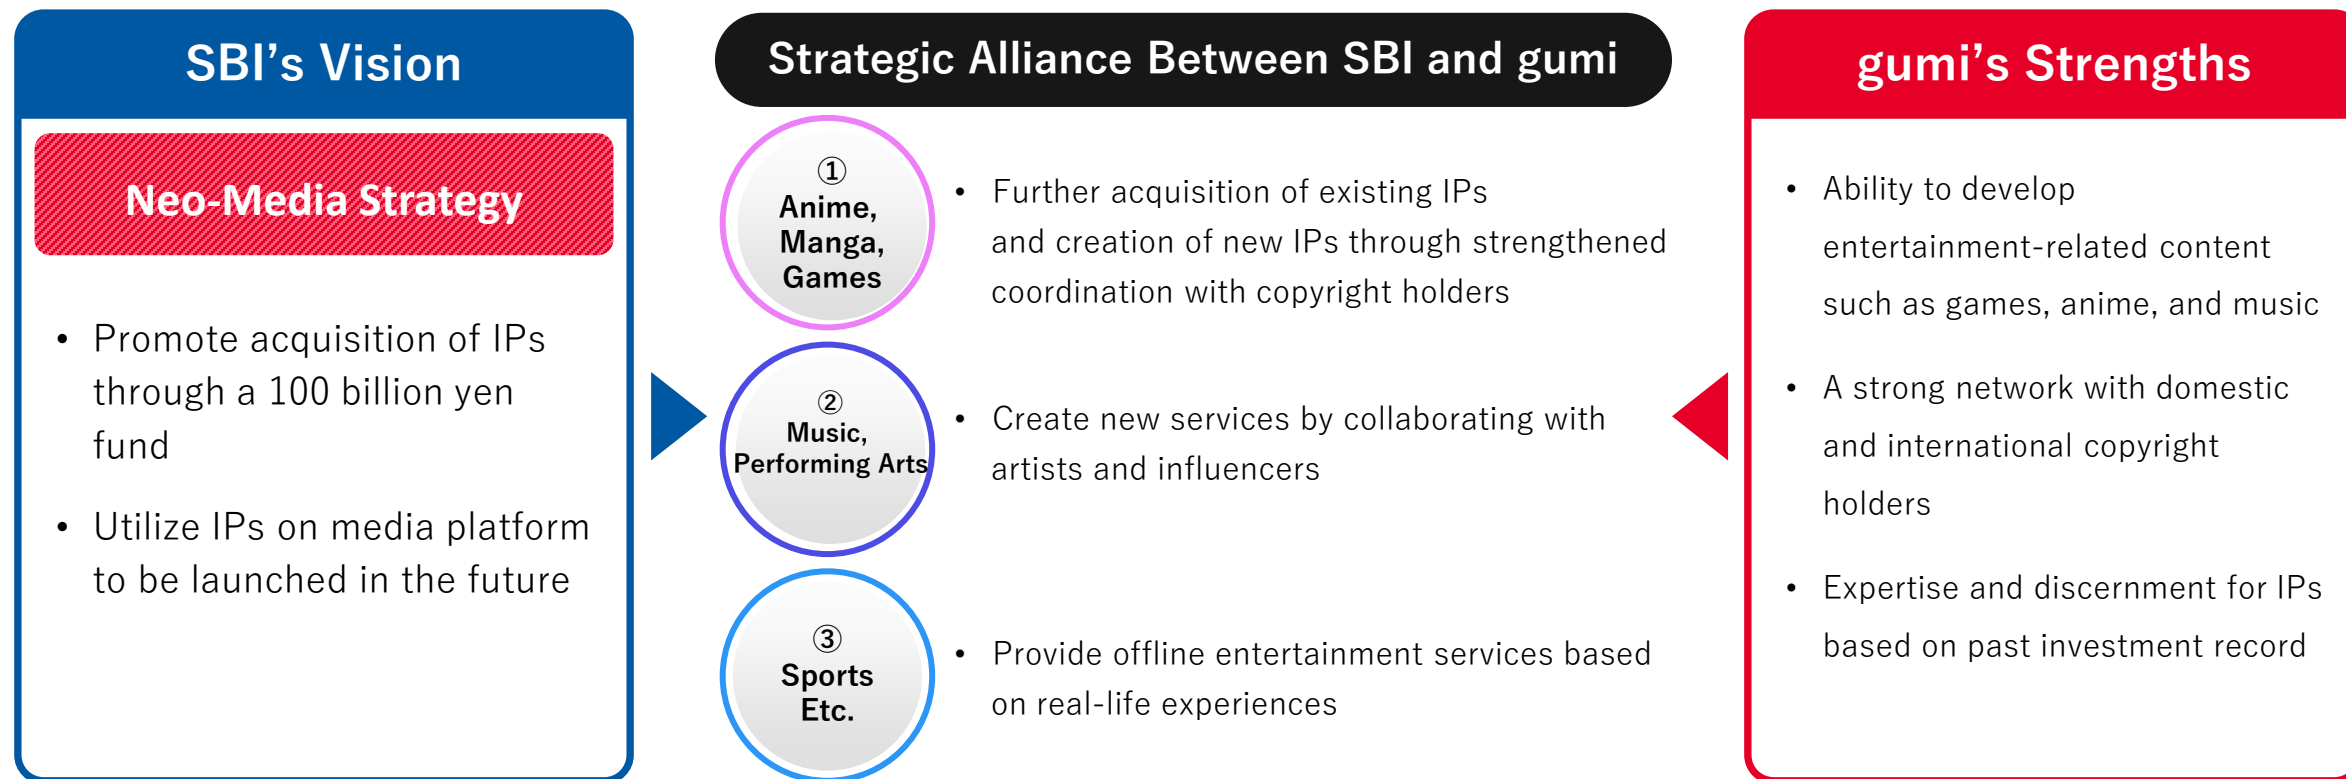 SBI’s Vision
Neo-Media Strategy
• Promote acquisition of IPs
through a 100 billion yen
fund
• Utilize IPs on media platform
to be launched in the future
Strategic Alliance Between SBI and gumi
①
Anime,
Manga,
Games
• Further acquisition of existing IPs
and creation of new IPs through strengthened
coordination with copyright holders
②
Music,
Performing Arts
• Create new services by collaborating with
artists and influencers
③
Sports
Etc.
• Provide offline entertainment services based
on real-life experiences
gumi’s Strengths
• Ability to develop
entertainment-related content
such as games, anime, and music
• A strong network with domestic
and international copyright
holders
• Expertise and discernment for IPs
based on past investment record